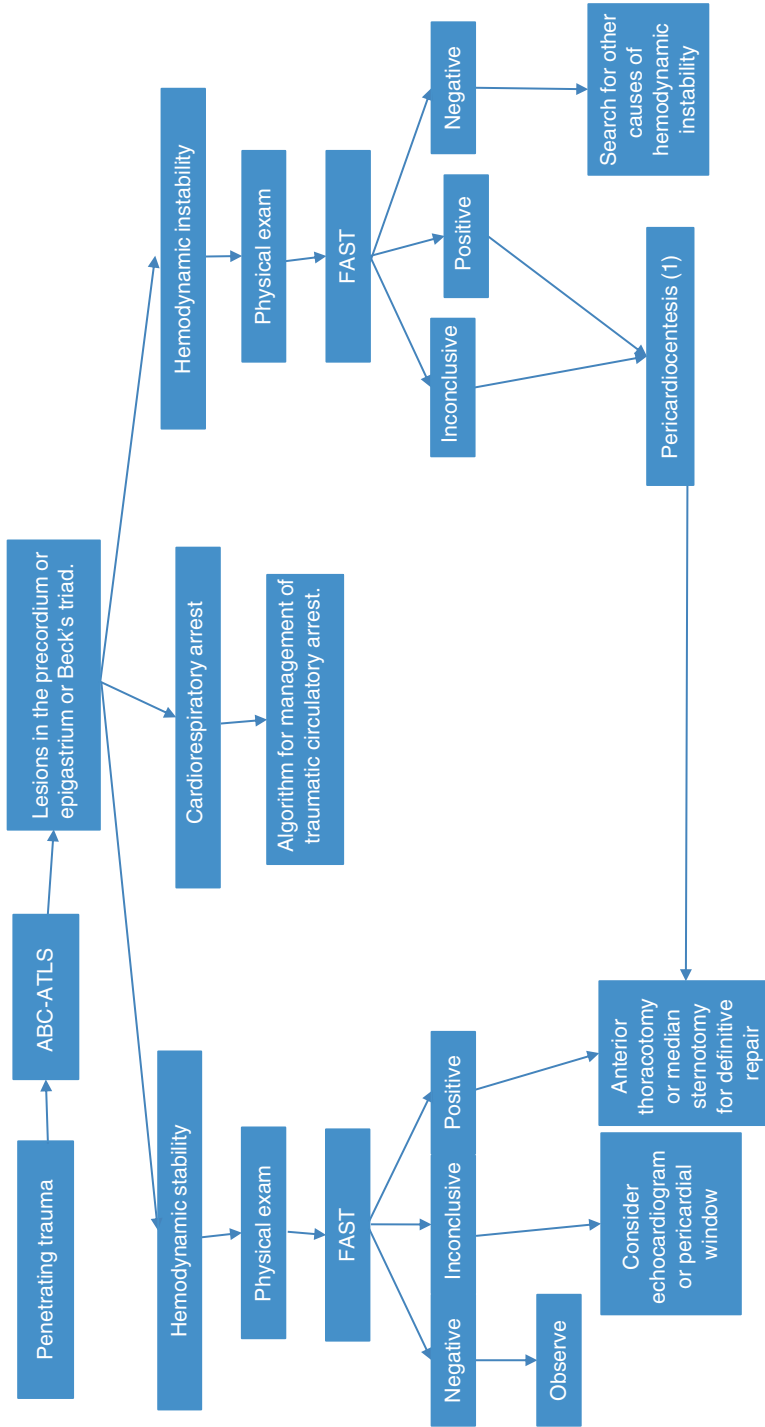 Penetrating trauma
ABC-ATLS
Lesions in the precordium or
epigastrium or Beck's triad.
Hemodynamic stability
Cardiorespiratory arrest
Hemodynamic instability
Physical exam
Algorithm for management of
traumatic circulatory arrest.
Physical exam
FAST
FAST
Negative
Inconclusive
Positive
Inconclusive
Positive
Negative
Observe
Consider
echocardiogram
or pericardial
window
Anterior
thoracotomy
or median
sternotomy
for definitive
repair
Pericardiocentesis (1)
Search for other
causes of
hemodynamic
instability